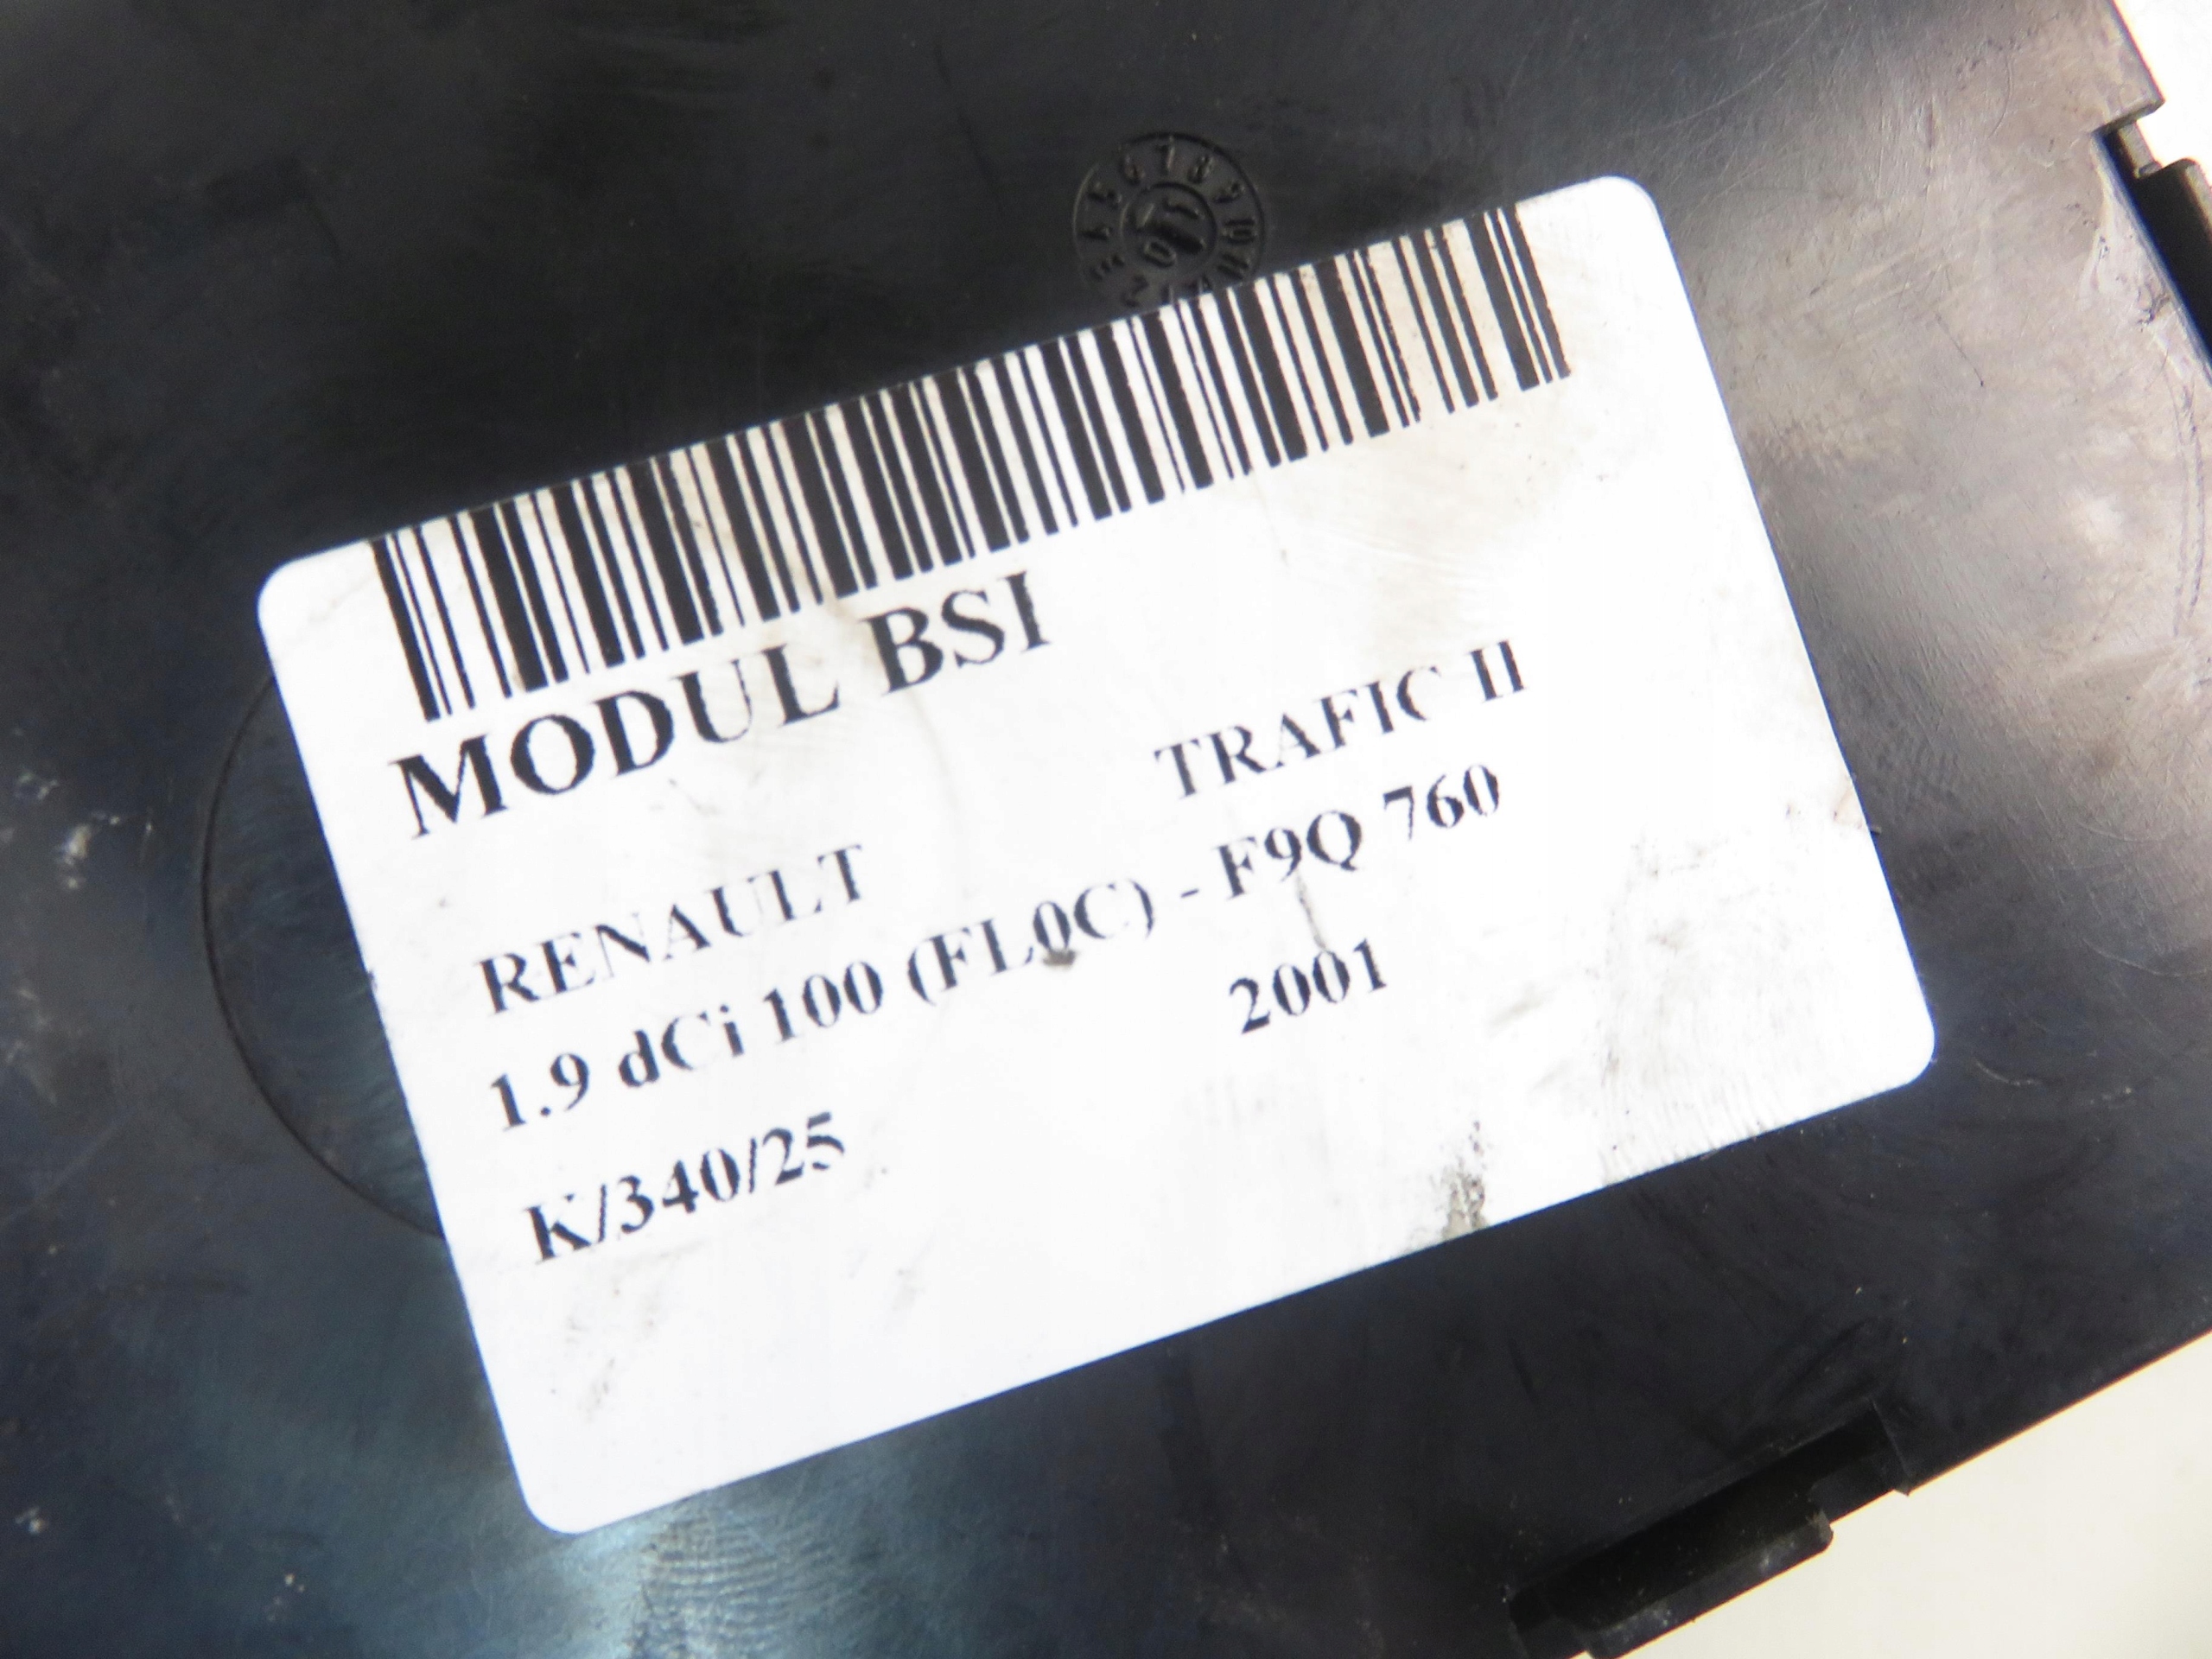 MODUL BSI
RENAULT TRAFIC II
1.9 dCi 100 (FL0C) - F9Q 760
2001
K/340/25